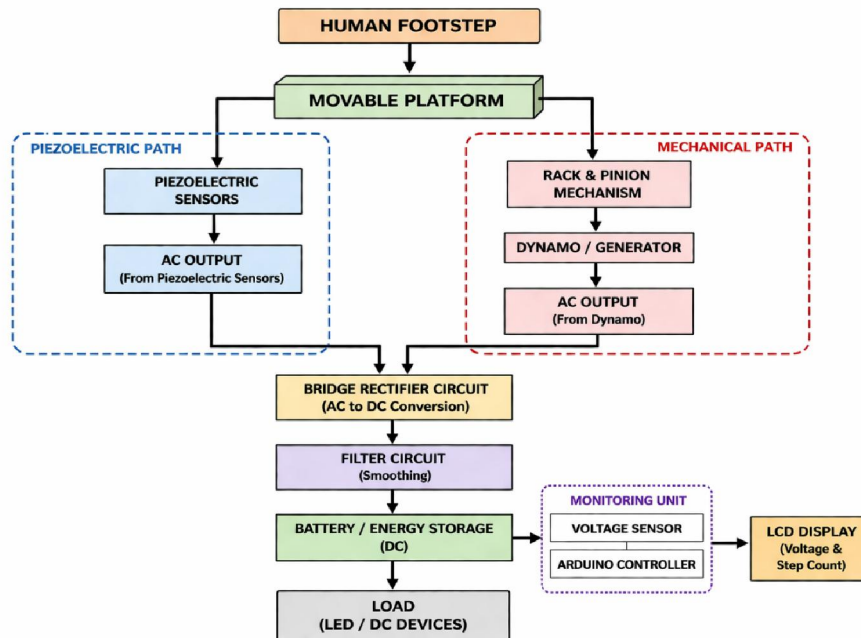 HUMAN FOOTSTEP
MOVABLE PLATFORM
PIEZOELECTRIC PATH
PIEZOELECTRIC
SENSORS
AC OUTPUT
(From Piezoelectric Sensors)
MECHANICAL PATH
RACK & PINION
MECHANISM
DYNAMO / GENERATOR
AC OUTPUT
(From Dynamo)
BRIDGE RECTIFIER CIRCUIT
(AC to DC Conversion)
FILTER CIRCUIT
(Smoothing)
BATTERY / ENERGY STORAGE
(DC)
MONITORING UNIT
VOLTAGE SENSOR
ARDUINO CONTROLLER
LCD DISPLAY
(Voltage &
Step Count)
LOAD
(LED / DC DEVICES)